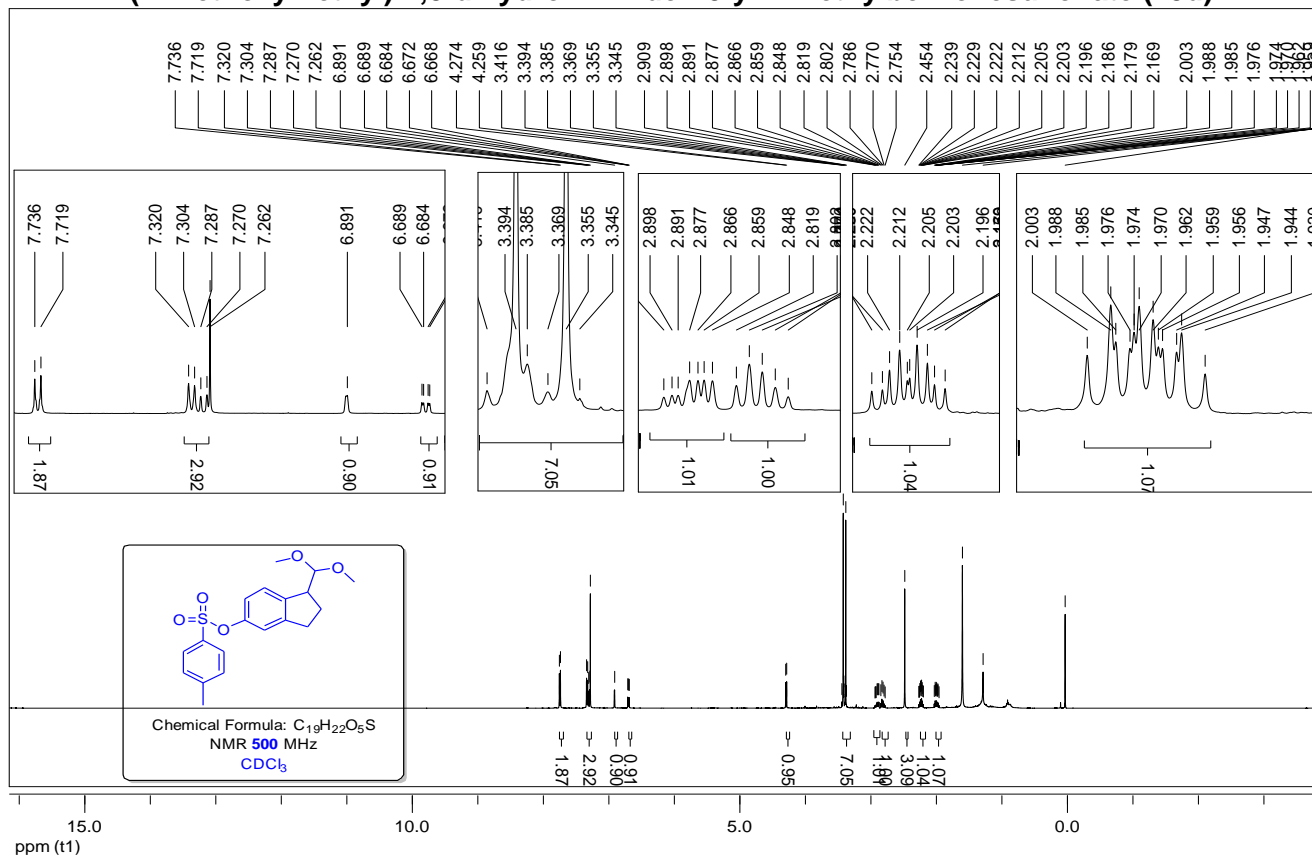 7.736 7.719 7.320 7.304 7.287 7.270 7.262 6.891 6.689 6.684 6.672 6.668 4.274 4.259 3.416 3.394 3.385 3.369 3.355 3.345 2.909 2.898 2.891 2.877 2.866 2.859 2.848 2.819 2.802 2.786 2.770 2.754 2.454 2.239 2.229 2.222 2.212 2.205 2.203 2.196 2.186 2.179 2.169 2.003 1.988 1.985 1.976 1.974 1.970 1.962
7.736 7.719 7.320 7.304 7.287 7.270 7.262 6.891 6.689 6.684
3.394 3.385 3.369 3.355 3.345
2.898 2.891 2.877 2.866 2.859 2.848 2.819
2.222 2.212 2.205 2.203 2.196
2.003 1.988 1.985 1.976 1.974 1.970 1.962 1.959 1.956 1.947 1.944
1.87 2.92 0.90 0.91
7.05
1.01 1.00
1.04
1.07
O
O
O
O
S
O
Chemical Formula: C19H22O5S
NMR 500 MHz
CDCl3
1.87 2.92 0.90 0.91 0.95 7.05 1.01 1.00 3.09 1.04 1.07
15.0 10.0 5.0 0.0
ppm (t1)